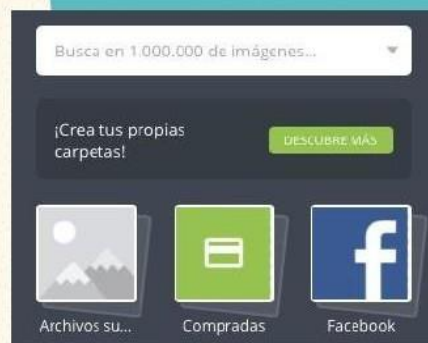 Busca en 1.000.000 de imágenes...
¡Crea tus propias
carpetas!
DESCUBRE MÁS
Archivos su...
Compradas
Facebook